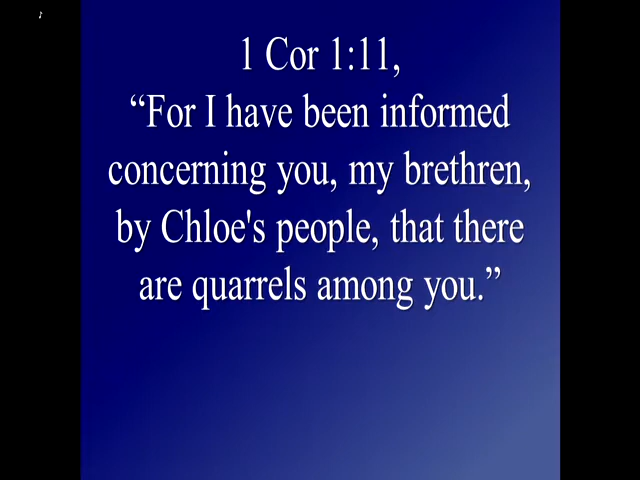 1 Cor 1:11,
“For I have been informed
concerning you, my brethren,
by Chloe's people, that there
are quarrels among you.”